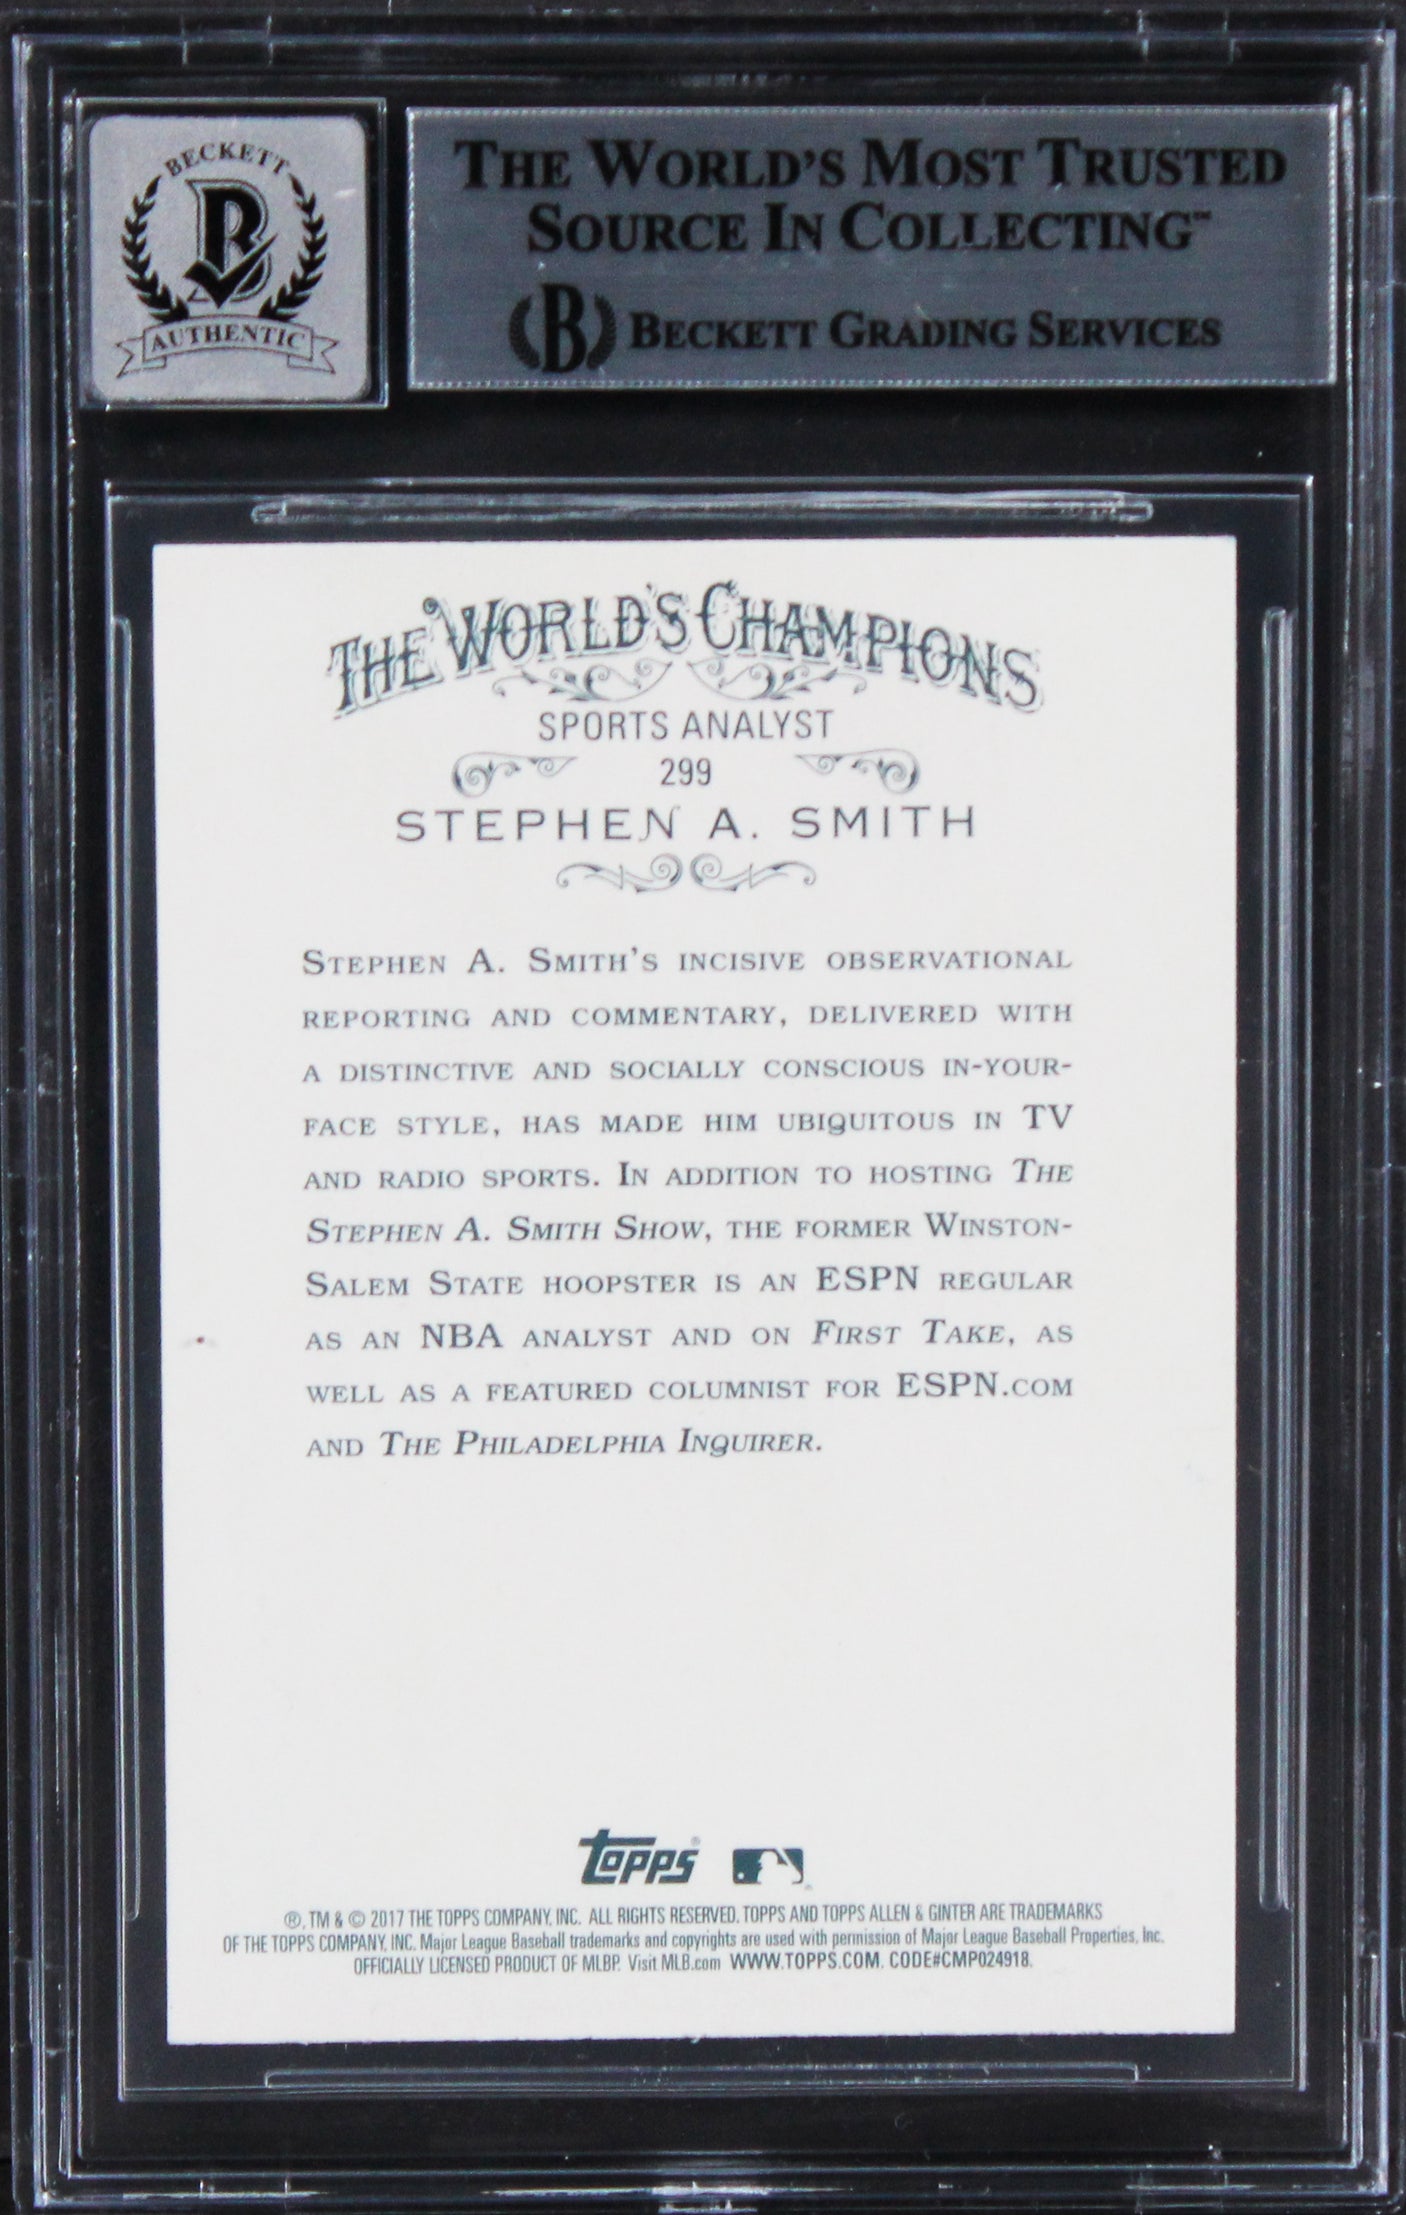 BECKETT
B
AUTHENTIC
THE WORLD'S MOST TRUSTED
SOURCE IN COLLECTING™
B BECKETT GRADING SERVICES
THE WORLD'S CHAMPIONS
SPORTS ANALYST
299
STEPHEN A. SMITH
STEPHEN A. SMITH'S INCISIVE OBSERVATIONAL
REPORTING AND COMMENTARY, DELIVERED WITH
A DISTINCTIVE AND SOCIALLY CONSCIOUS IN-YOUR-
FACE STYLE, HAS MADE HIM UBIQUITOUS IN TV
AND RADIO SPORTS. IN ADDITION TO HOSTING THE
STEPHEN A. SMITH SHOW, THE FORMER WINSTON-
SALEM STATE HOOPSTER IS AN ESPN REGULAR
AS AN NBA ANALYST AND ON FIRST TAKE, AS
WELL AS A FEATURED COLUMNIST FOR ESPN.COM
AND THE PHILADELPHIA INQUIRER.
Topps®
®, TM & © 2017 THE TOPPS COMPANY, INC. ALL RIGHTS RESERVED. TOPPS AND TOPPS ALLEN & GINTER ARE TRADEMARKS
OF THE TOPPS COMPANY, INC. Major League Baseball trademarks and copyrights are used with permission of Major League Baseball Properties, Inc.
OFFICIALLY LICENSED PRODUCT OF MLBP. Visit MLB.com WWW.TOPPS.COM. CODE#CMP024918.